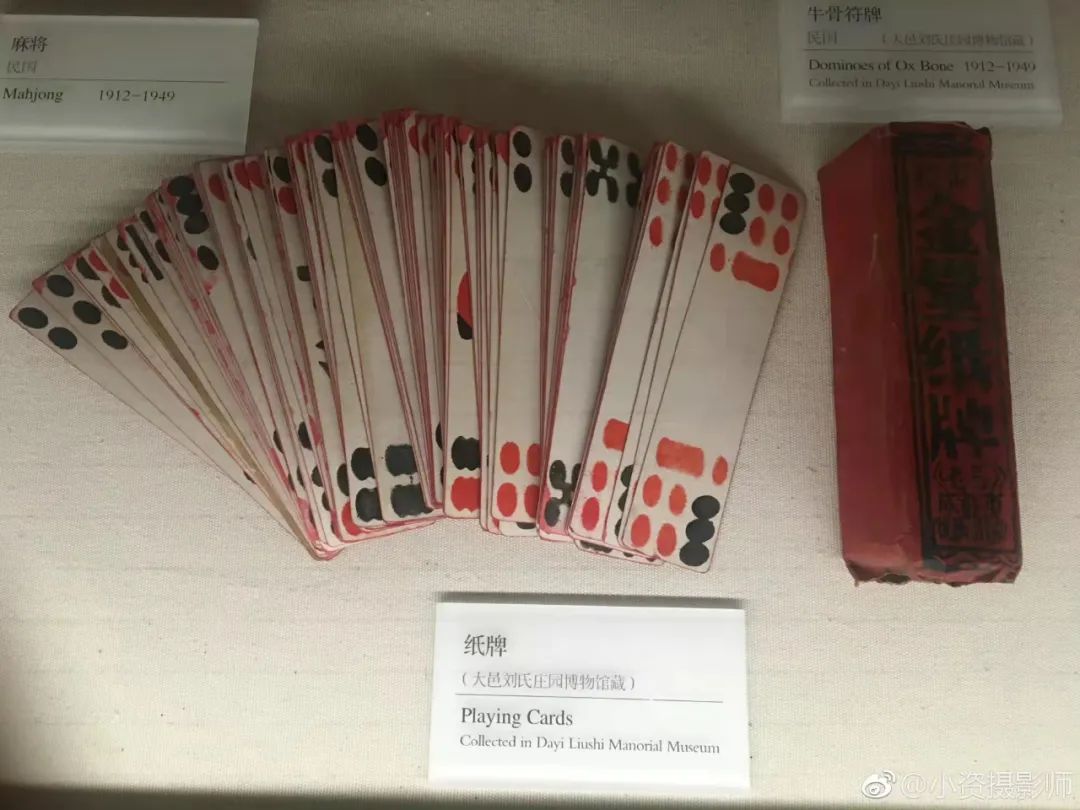 麻将
民国
Mahjong 1912-1949
牛骨符牌
民国 (大邑刘氏庄园博物馆藏)
Dominoes of Ox Bone 1912-1949
Collected in Dayi Liushi Manorial Museum
纸牌
纸牌
(大邑刘氏庄园博物馆藏)
Playing Cards
Collected in Dayi Liushi Manorial Museum
@小资摄影师